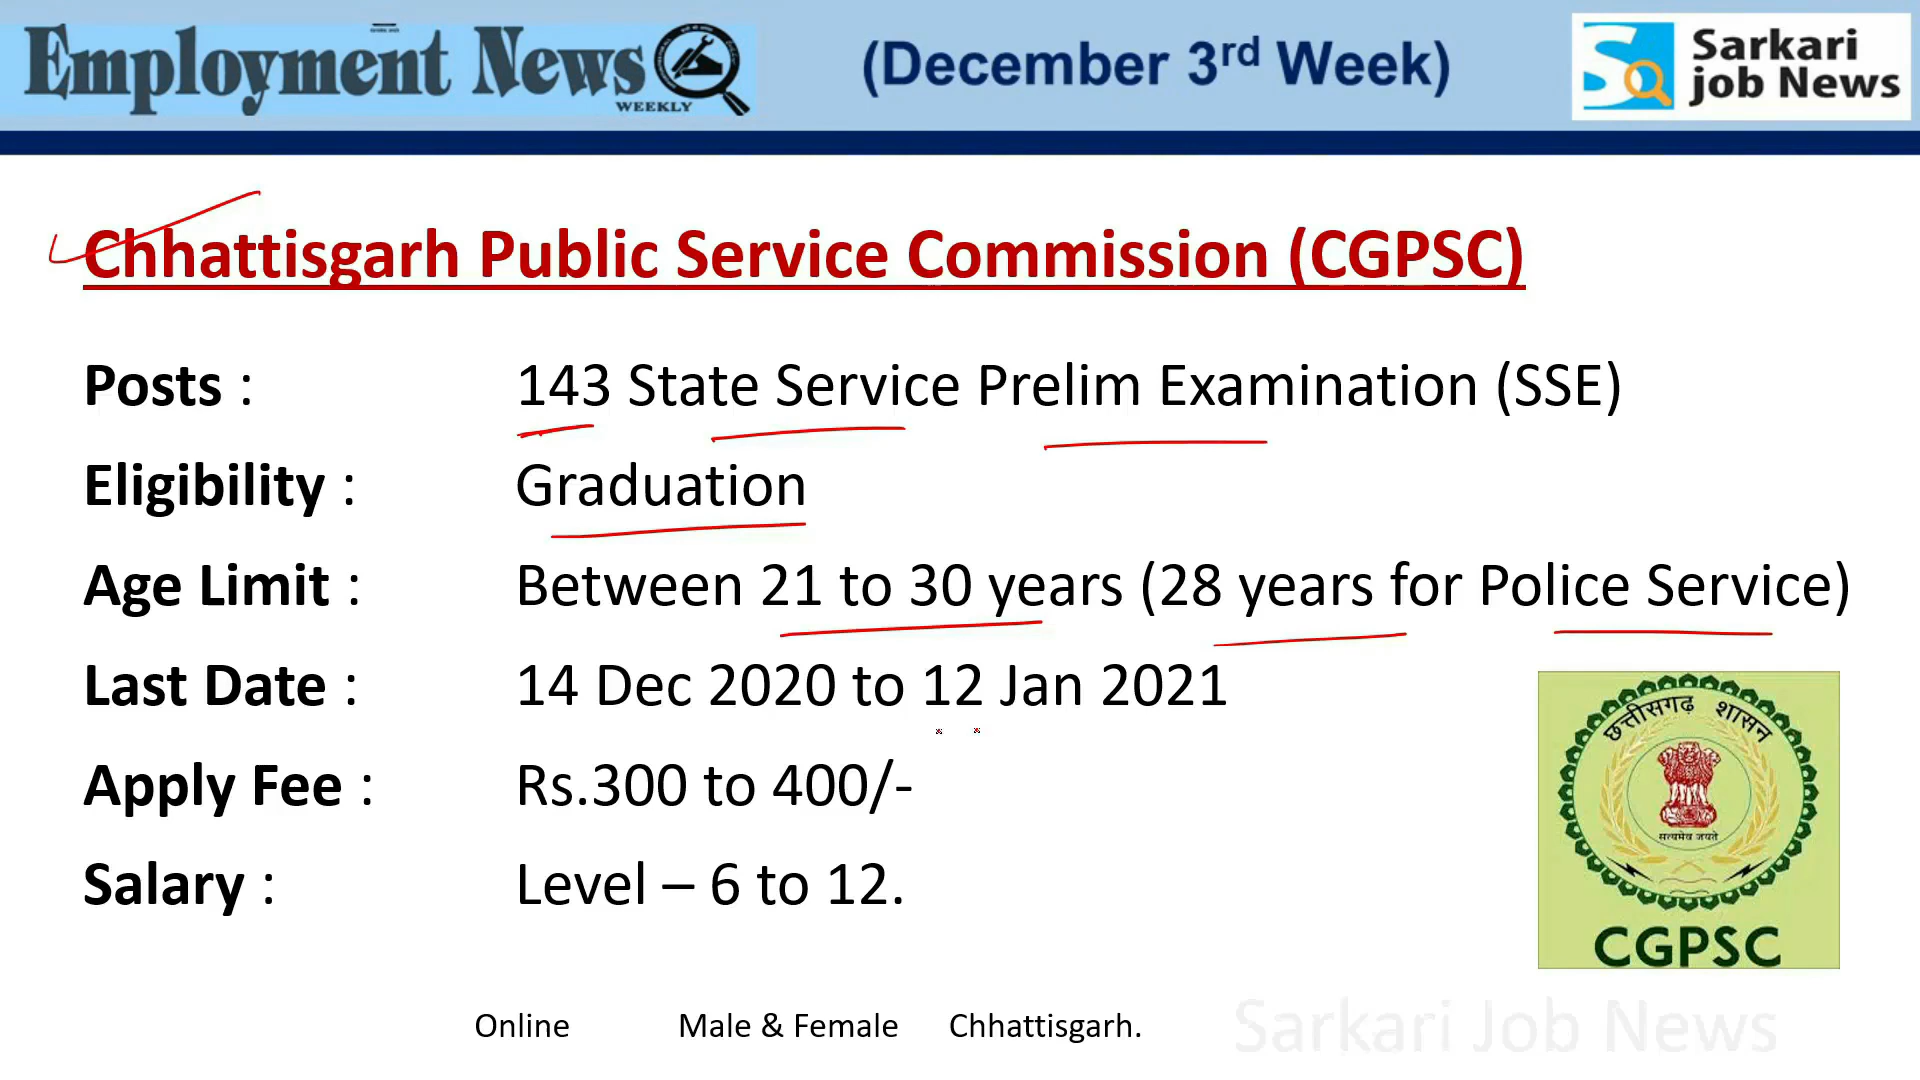 Employment News
WEEKLY
(December 3rd Week)
Sarkari
job News
Chhattisgarh Public Service Commission (CGPSC)
Posts : 143 State Service Prelim Examination (SSE)
Eligibility : Graduation
Age Limit : Between 21 to 30 years (28 years for Police Service)
Last Date : 14 Dec 2020 to 12 Jan 2021
Apply Fee : Rs.300 to 400/-
Salary : Level – 6 to 12.
छत्तीसगढ़ शासन
सत्यमेव जयते
CGPSC
Online Male & Female Chhattisgarh.
Sarkari Job News